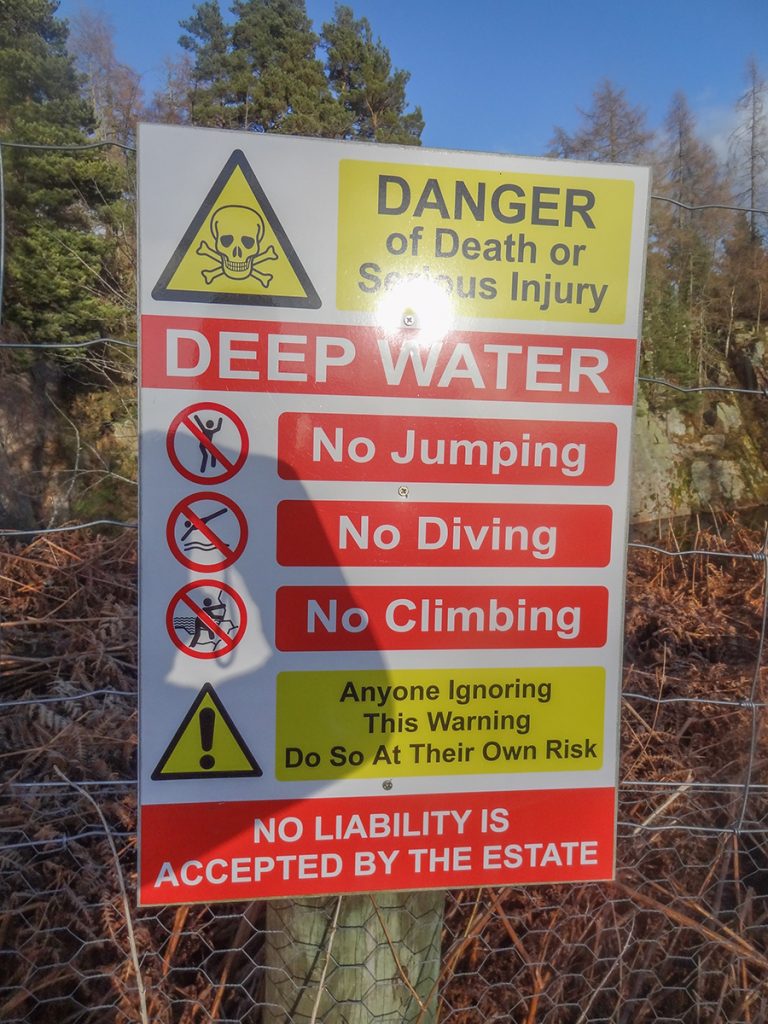 DANGER
of Death or
Serious Injury
DEEP WATER
No Jumping
No Diving
No Climbing
Anyone Ignoring
This Warning
Do So At Their Own Risk
NO LIABILITY IS
ACCEPTED BY THE ESTATE